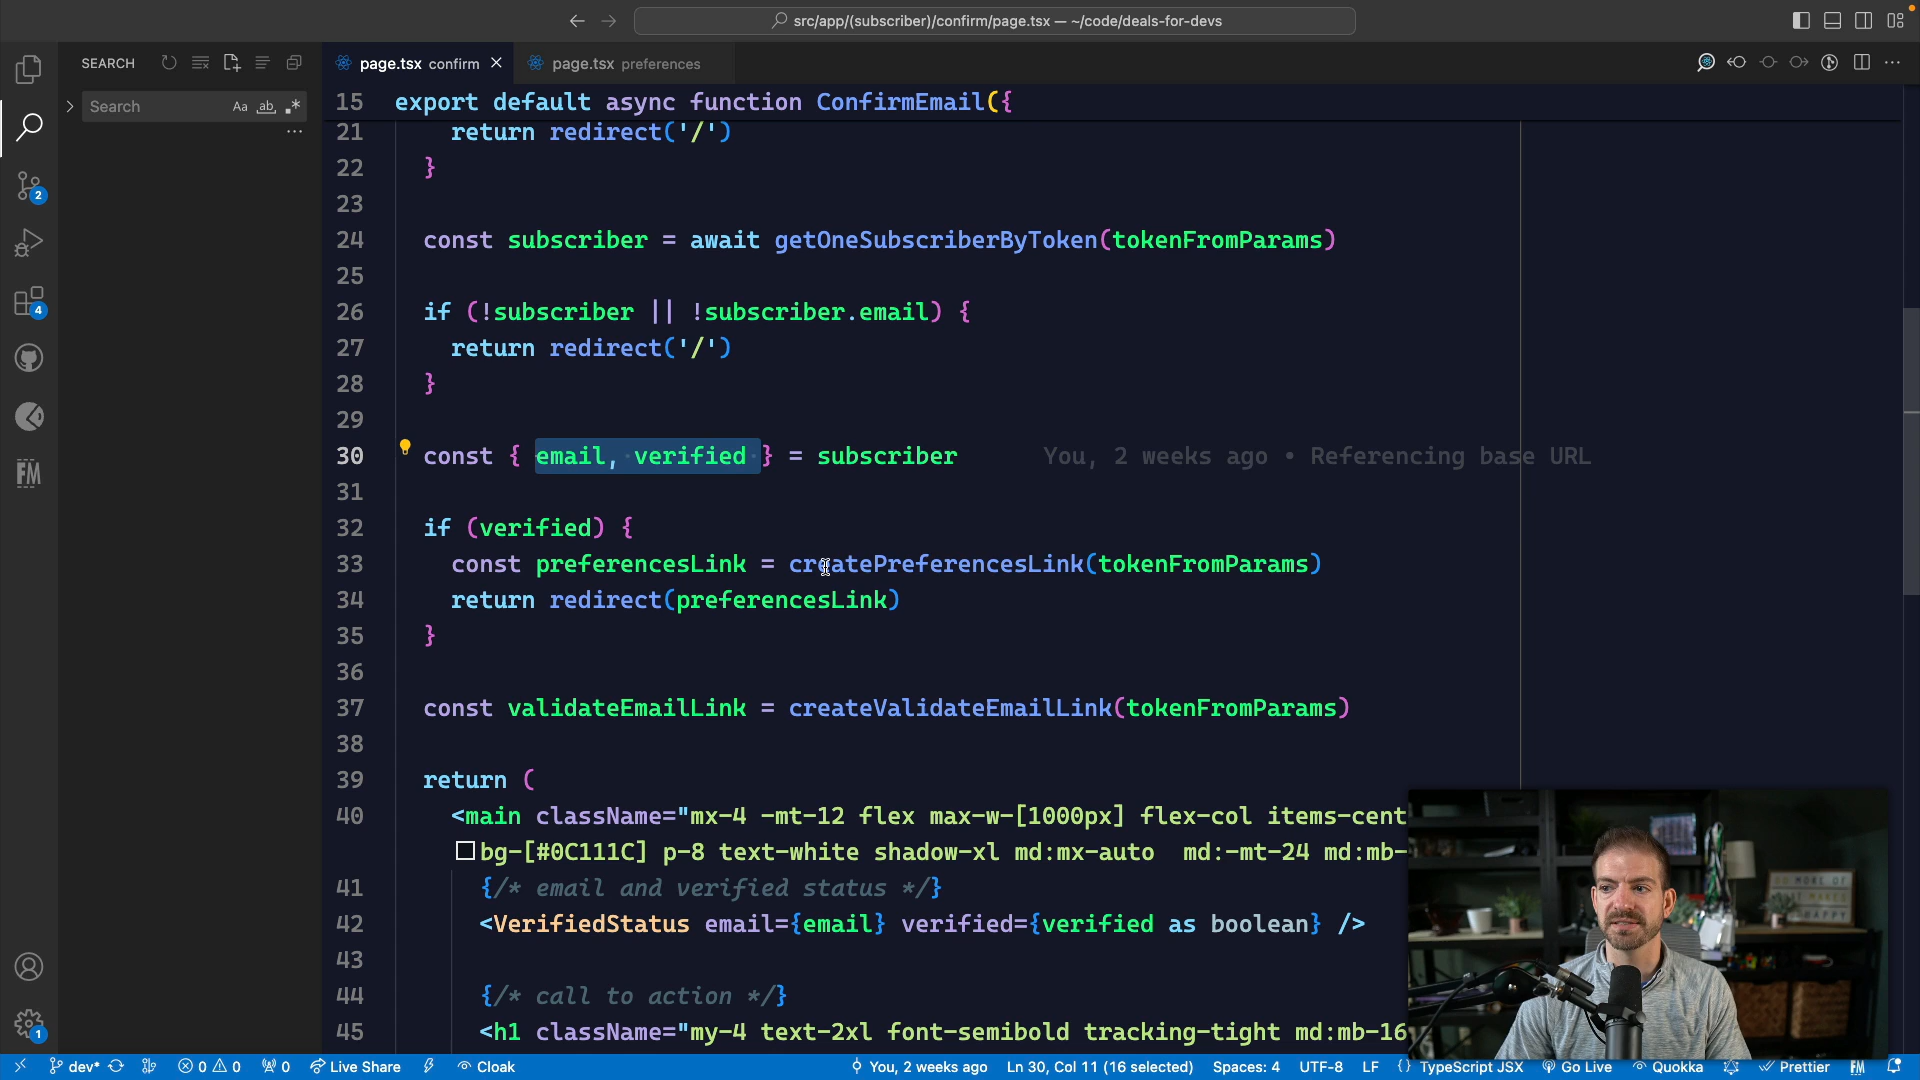 src/app/(subscriber)/confirm/page.tsx — ~/code/deals-for-devs
SEARCH
page.tsx confirm
page.tsx preferences
Search
Aa
ab
15 export default async function ConfirmEmail({
21 return redirect('/')
22 }
23
24 const subscriber = await getOneSubscriberByToken(tokenFromParams)
25
26 if (!subscriber || !subscriber.email) {
27 return redirect('/')
28 }
29
30 const { email, verified } = subscriber You, 2 weeks ago • Referencing base URL
31
32 if (verified) {
33 const preferencesLink = createPreferencesLink(tokenFromParams)
34 return redirect(preferencesLink)
35 }
36
37 const validateEmailLink = createValidateEmailLink(tokenFromParams)
38
39 return (
40 <main className="mx-4 -mt-12 flex max-w-[1000px] flex-col items-cent
bg-[#0C111C] p-8 text-white shadow-xl md:mx-auto md:-mt-24 md:mb-
41 {/* email and verified status */}
42 <VerifiedStatus email={email} verified={verified as boolean} />
43
44 {/* call to action */}
45 <h1 className="my-4 text-2xl font-semibold tracking-tight md:mb-16
2
4
FM
1
dev*
0 0
0
Live Share
Cloak
You, 2 weeks ago
Ln 30, Col 11 (16 selected)
Spaces: 4
UTF-8
LF
{} TypeScript JSX
Go Live
Quokka
Prettier
FM